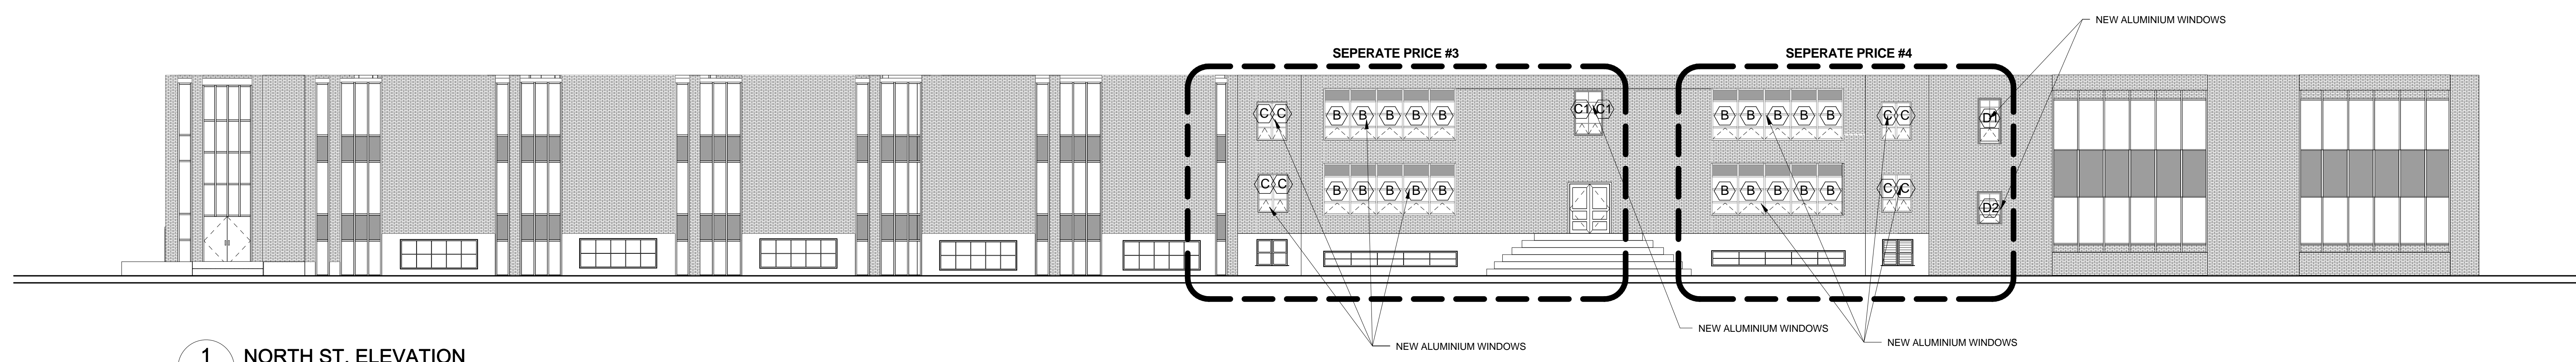 NEW ALUMINIUM WINDOWS
SEPERATE PRICE #3
SEPERATE PRICE #4
C C B B B B B C1 C1 B B B B B C C D1
C C B B B B B B B B B B C C D2
NEW ALUMINIUM WINDOWS
NEW ALUMINIUM WINDOWS
NEW ALUMINIUM WINDOWS
1 NORTH ST. ELEVATION